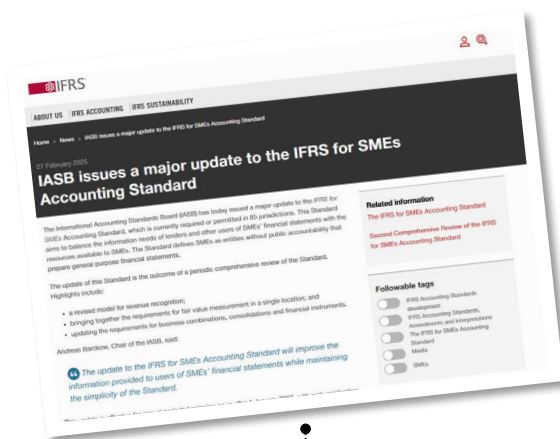 IFRS
ABOUT US IFRS ACCOUNTING IFRS SUSTAINABILITY
Home > News > IASB issues a major update to the IFRS for SMEs Accounting Standard
27 February 2025
IASB issues a major update to the IFRS for SMEs
Accounting Standard
The International Accounting Standards Board (IASB) has today issued a major update to the IFRS for
SMEs Accounting Standard, which is currently required or permitted in 85 jurisdictions. This Standard
aims to balance the information needs of lenders and other users of SMEs' financial statements with the
resources available to SMEs. The Standard defines SMEs as entities without public accountability that
prepare general purpose financial statements.
The update of this Standard is the outcome of a periodic comprehensive review of the Standard.
Highlights include:
• a revised model for revenue recognition;
• bringing together the requirements for fair value measurement in a single location; and
• updating the requirements for business combinations, consolidations and financial instruments.
Andreas Barckow, Chair of the IASB, said:
The update to the IFRS for SMEs Accounting Standard will improve the
information provided to users of SMEs' financial statements while maintaining
the simplicity of the Standard.
Related information
The IFRS for SMEs Accounting Standard
Second Comprehensive Review of the IFRS
for SMEs Accounting Standard
Followable tags
IFRS Accounting Standards
development
IFRS Accounting Standards,
Amendments and Interpretations
The IFRS for SMEs Accounting
Standard
Media
SMEs